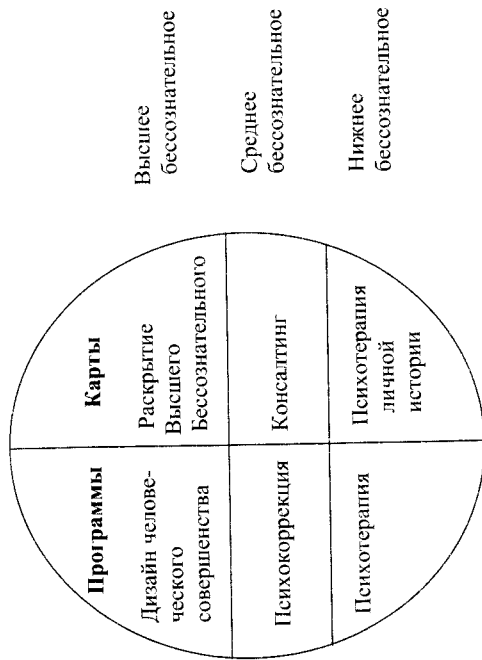 Программы
Карты
Дизайн челове-
ческого
совершенства
Раскрытие
Высшего
Бессознательного
Высшее
бессознательное
Психокоррекция
Консалтинг
Среднее
бессознательное
Психотерапия
Психотерапия
личной
истории
Нижнее
бессознательное